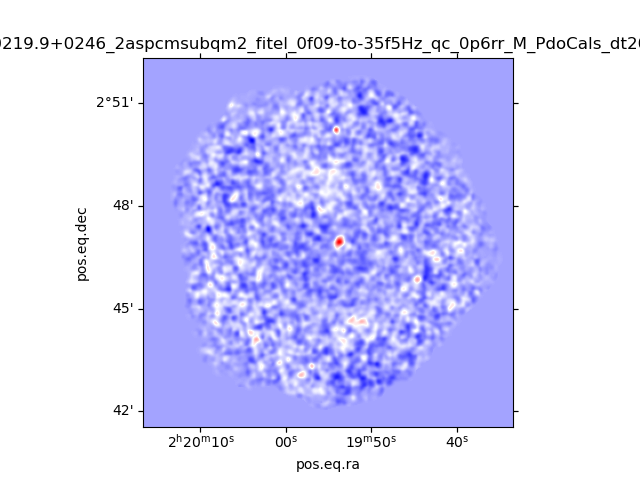 0219.9+0246_2aspcmsubqm2_fitel_0f09-to-35f5Hz_qc_0p6rr_M_PdoCals_dt20
2°51'
48'
45'
42'
pos.eq.dec
2ʰ20ᵐ10ˢ 00ˢ 19ᵐ50ˢ 40ˢ
pos.eq.ra